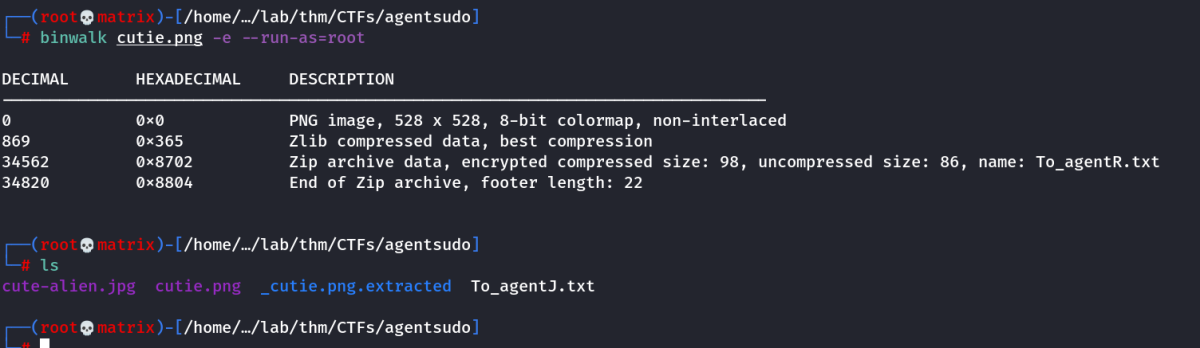 ┌──(root💀matrix)-[/home/…/lab/thm/CTFs/agentsudo]
└─# binwalk cutie.png -e --run-as=root
DECIMAL       HEXADECIMAL     DESCRIPTION
--------------------------------------------------------------------------------
0             0x0             PNG image, 528 x 528, 8-bit colormap, non-interlaced
869           0x365           Zlib compressed data, best compression
34562         0x8702          Zip archive data, encrypted compressed size: 98, uncompressed size: 86, name: To_agentR.txt
34820         0x8804          End of Zip archive, footer length: 22
┌──(root💀matrix)-[/home/…/lab/thm/CTFs/agentsudo]
└─# ls
cute-alien.jpg  cutie.png  _cutie.png.extracted  To_agentJ.txt
┌──(root💀matrix)-[/home/…/lab/thm/CTFs/agentsudo]
└─#